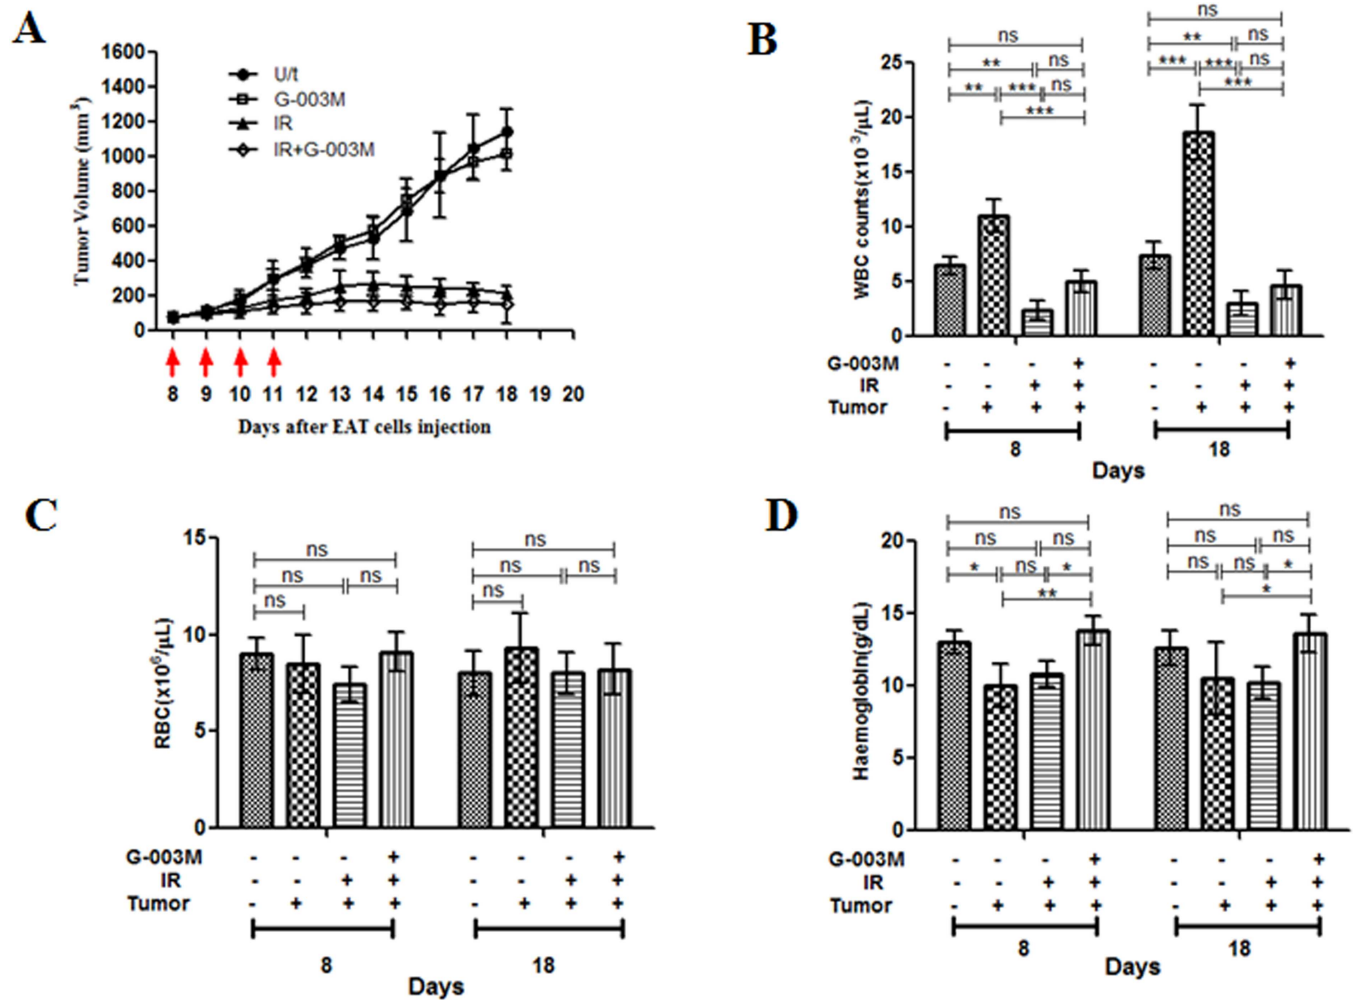 A
Tumor Volume (mm³)
1600
1400
1200
1000
800
600
400
200
0
U/t
G-003M
IR
IR+G-003M
8 9 10 11 12 13 14 15 16 17 18 19 20
Days after EAT cells injection
B
WBC counts(x10 ³/µL)
25
20
15
10
5
0
ns
** ns
** *** ns
***
ns
** ns
*** *** ns
***
G-003M - - - + - - - +
IR - - + + - - + +
Tumor - + + + - + + +
8 18
Days
C
RBC(x10⁶/µL)
15
10
5
0
ns
ns ns
ns
ns
ns ns
ns
G-003M - - - + - - - +
IR - - + + - - + +
Tumor - + + + - + + +
8 18
Days
D
Haemoglobin(g/dL)
20
15
10
5
0
ns
ns ns
* ns *
**
ns
ns ns
ns ns *
*
G-003M - - - + - - - +
IR - - + + - - + +
Tumor - + + + - + + +
8 18
Days